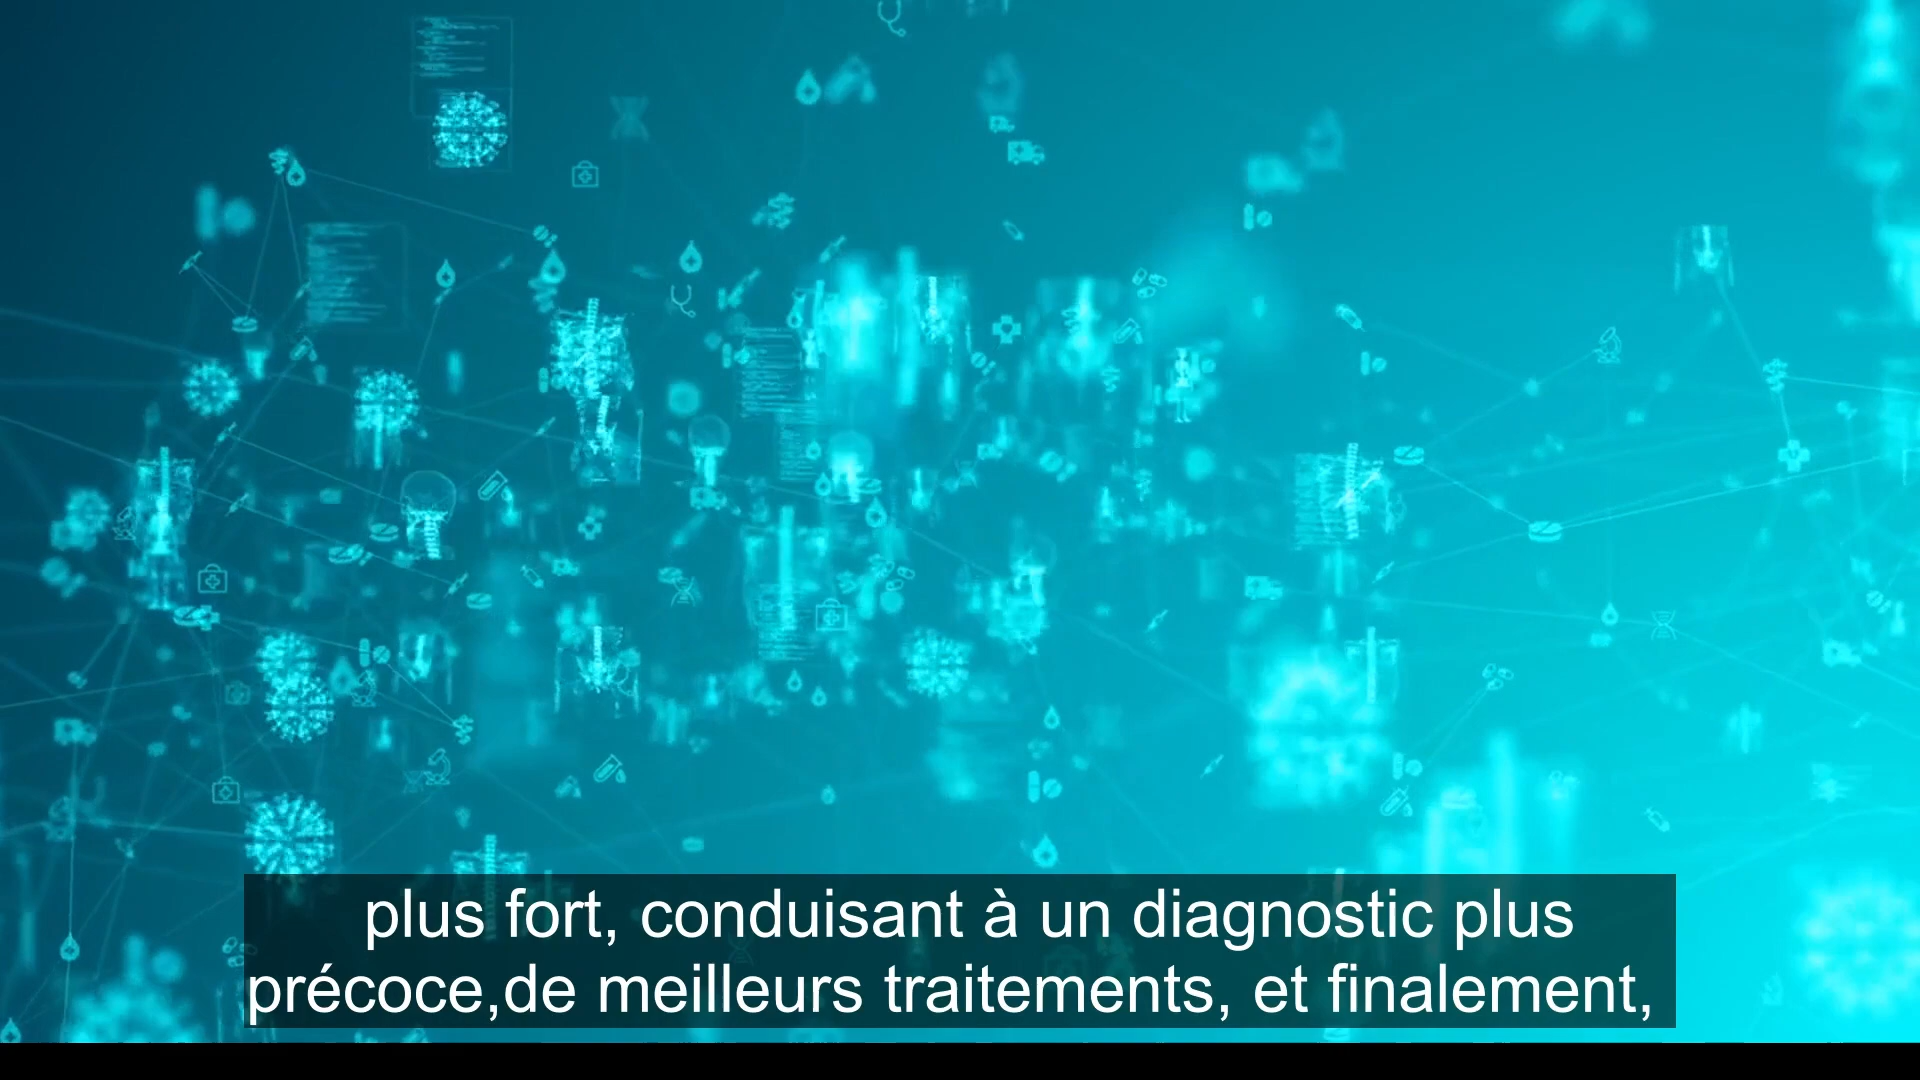 plus fort, conduisant à un diagnostic plus
précoce,de meilleurs traitements, et finalement,